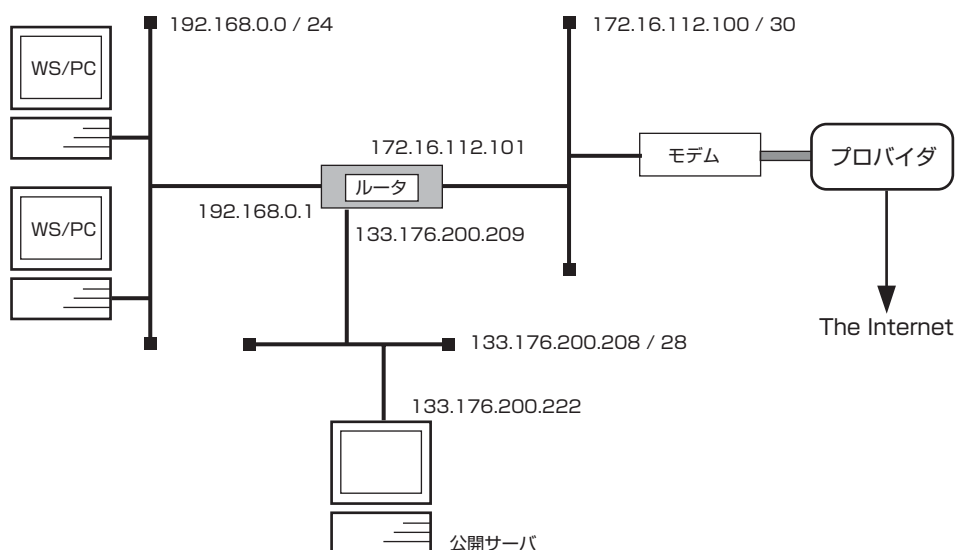 192.168.0.0 / 24
172.16.112.100 / 30
WS/PC
172.16.112.101
モデム
プロバイダ
ルータ
192.168.0.1
WS/PC
133.176.200.209
The Internet
133.176.200.208 / 28
133.176.200.222
公開サーバ